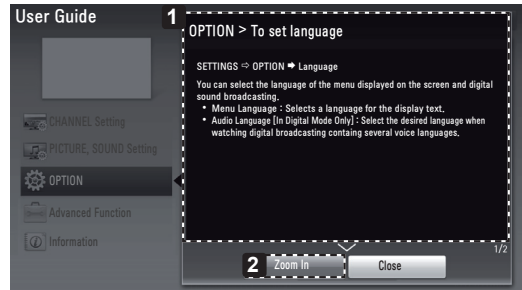 User Guide
1
OPTION > To set language
SETTINGS ⇨ OPTION ➡ Language
You can select the language of the menu displayed on the screen and digital
sound broadcasting.
• Menu Language : Selects a language for the display text.
• Audio Language [In Digital Mode Only] : Select the desired language when
watching digital broadcasting containg several voice languages.
CHANNEL Setting
PICTURE, SOUND Setting
OPTION
Advanced Function
Information
1/2
2
Zoom In
Close